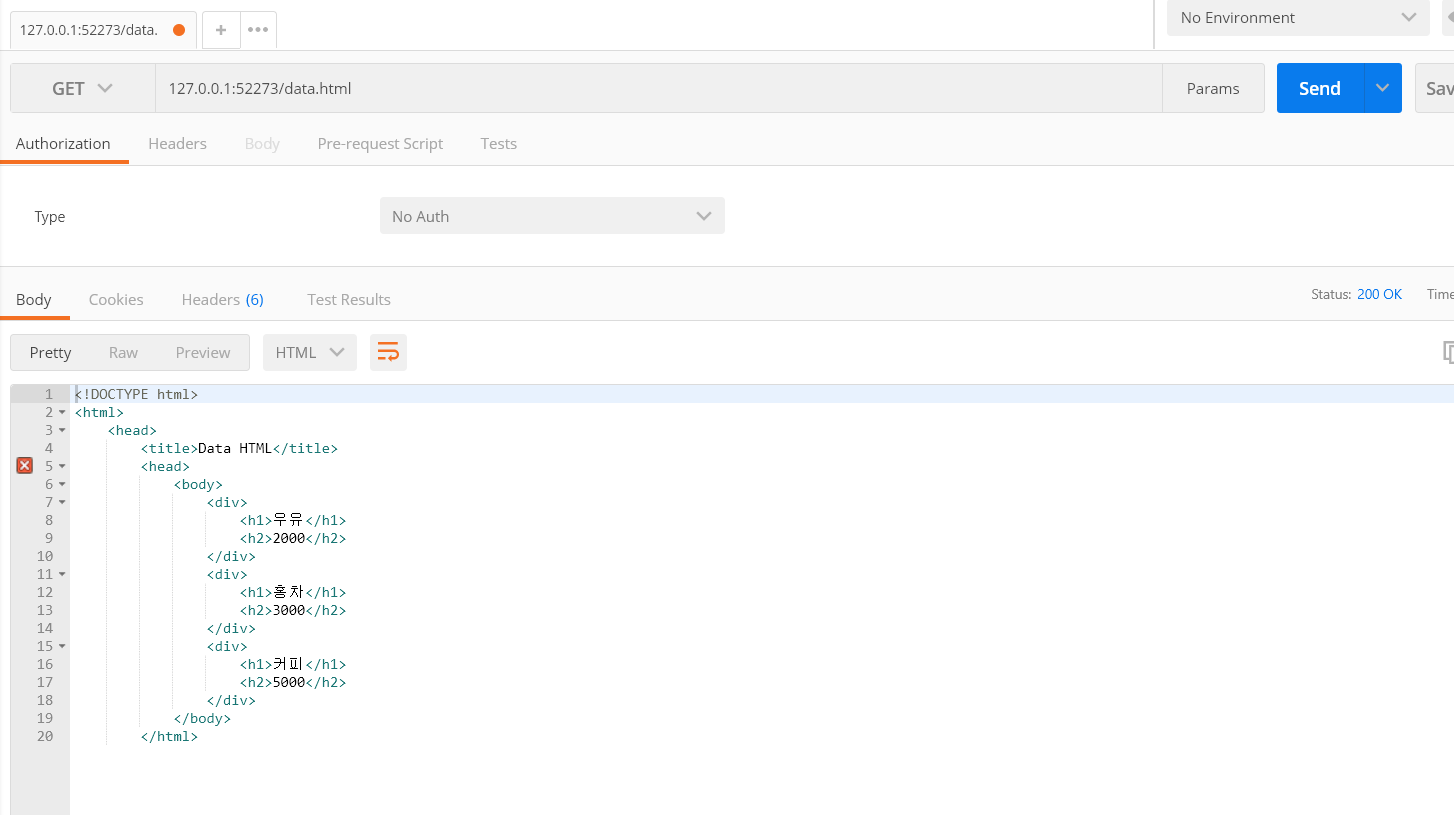 127.0.0.1:52273/data.
No Environment
GET 127.0.0.1:52273/data.html Params Send
Authorization Headers Body Pre-request Script Tests
Type No Auth
Body Cookies Headers (6) Test Results Status: 200 OK
Pretty Raw Preview HTML
1 <!DOCTYPE html>
2 <html>
3 <head>
4 <title>Data HTML</title>
5 <head>
6 <body>
7 <div>
8 <h1>우유</h1>
9 <h2>2000</h2>
10 </div>
11 <div>
12 <h1>홍차</h1>
13 <h2>3000</h2>
14 </div>
15 <div>
16 <h1>커피</h1>
17 <h2>5000</h2>
18 </div>
19 </body>
20 </html>